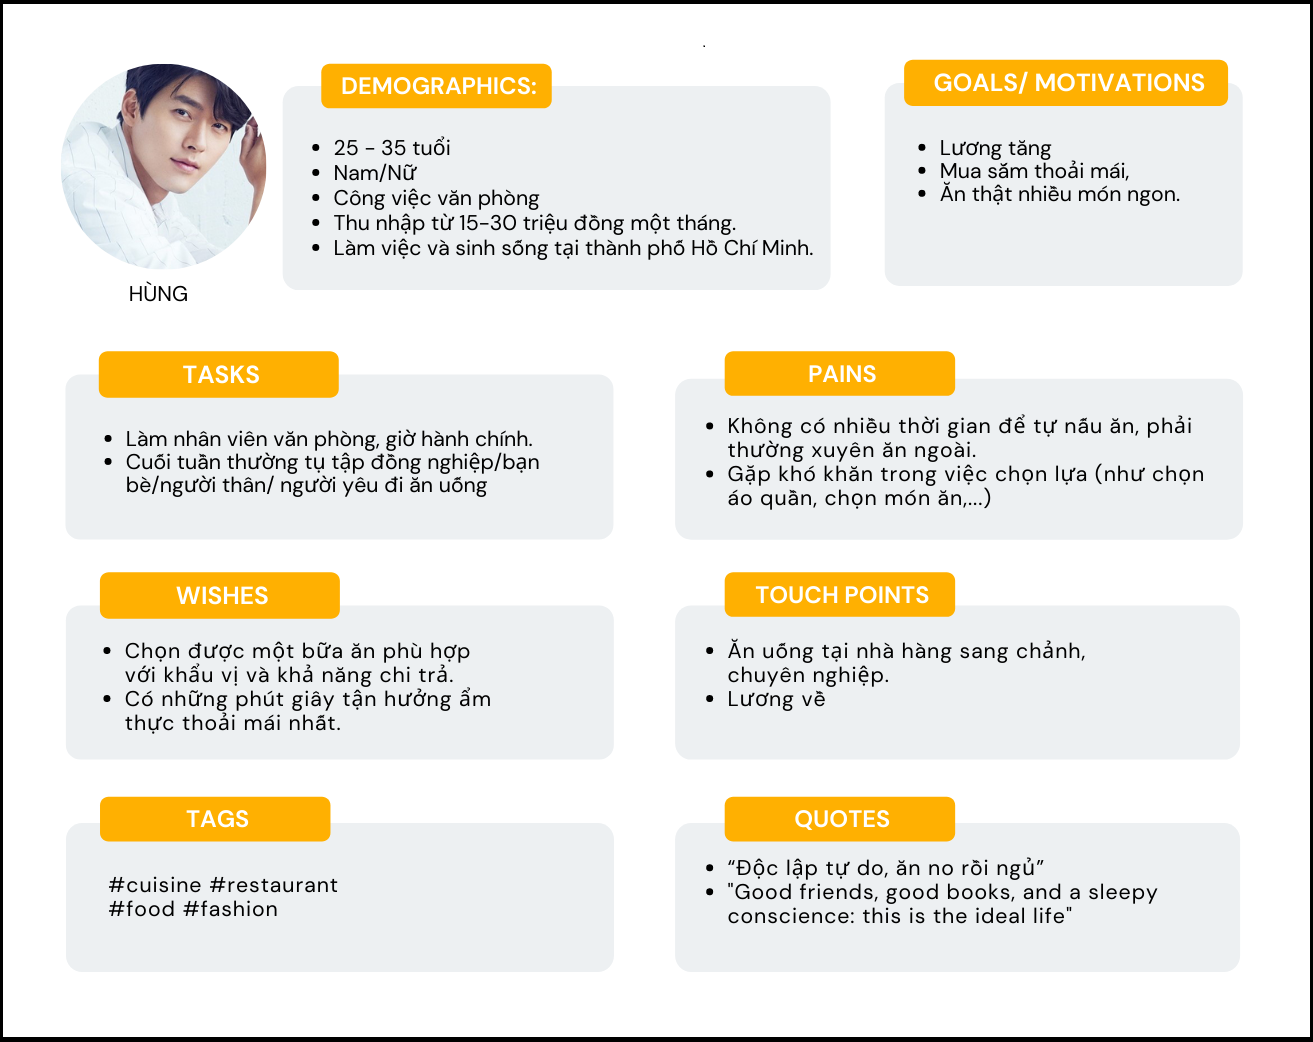 DEMOGRAPHICS:
25 - 35 tuổi
Nam/Nữ
Công việc văn phòng
Thu nhập từ 15-30 triệu đồng một tháng.
Làm việc và sinh sống tại thành phố Hồ Chí Minh.
HÙNG
GOALS/ MOTIVATIONS
Lương tăng
Mua sắm thoải mái,
Ăn thật nhiều món ngon.
TASKS
Làm nhân viên văn phòng, giờ hành chính.
Cuối tuần thường tụ tập đồng nghiệp/bạn
bè/người thân/ người yêu đi ăn uống
PAINS
Không có nhiều thời gian để tự nấu ăn, phải
thường xuyên ăn ngoài.
Gặp khó khăn trong việc chọn lựa (như chọn
áo quần, chọn món ăn,...)
WISHES
Chọn được một bữa ăn phù hợp
với khẩu vị và khả năng chi trả.
Có những phút giây tận hưởng ẩm
thực thoải mái nhất.
TOUCH POINTS
Ăn uống tại nhà hàng sang chảnh,
chuyên nghiệp.
Lương về
TAGS
#cuisine #restaurant
#food #fashion
QUOTES
“Độc lập tự do, ăn no rồi ngủ”
"Good friends, good books, and a sleepy
conscience: this is the ideal life"